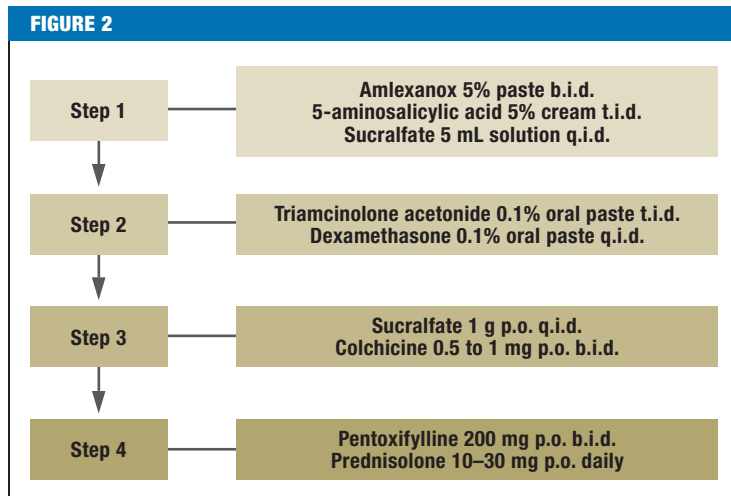 FIGURE 2
Step 1
Amlexanox 5% paste b.i.d.
5-aminosalicylic acid 5% cream t.i.d.
Sucralfate 5 mL solution q.i.d.
Step 2
Triamcinolone acetonide 0.1% oral paste t.i.d.
Dexamethasone 0.1% oral paste q.i.d.
Step 3
Sucralfate 1 g p.o. q.i.d.
Colchicine 0.5 to 1 mg p.o. b.i.d.
Step 4
Pentoxifylline 200 mg p.o. b.i.d.
Prednisolone 10–30 mg p.o. daily